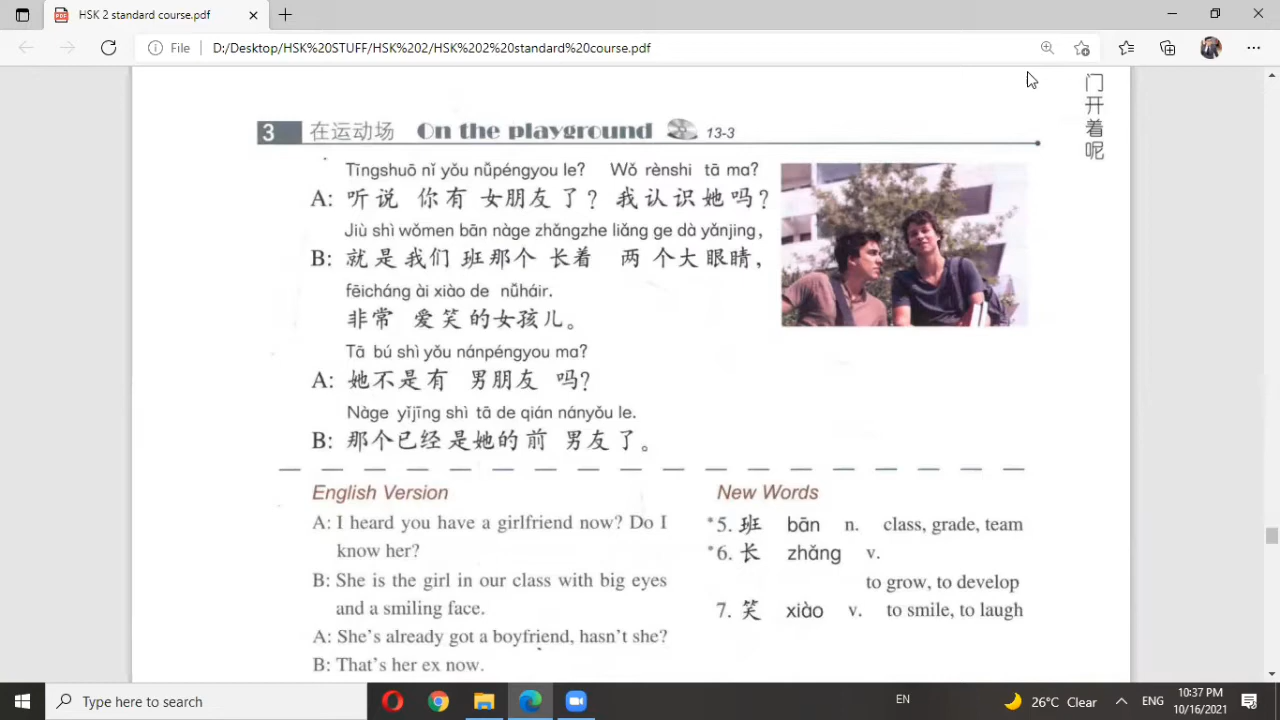 HSK 2 standard course.pdf
File
D:/Desktop/HSK%20STUFF/HSK%202/HSK%202%20standard%20course.pdf
门开着呢
3 在运动场 On the playground 13-3
Tīngshuō nǐ yǒu nǚpéngyou le? Wǒ rènshi tā ma?
A: 听说 你有 女朋友了? 我认识她吗?
Jiù shì wǒmen bān nàge zhǎngzhe liǎng ge dà yǎnjing,
B: 就是我们 班那个 长着 两 个大眼睛,
fēicháng ài xiào de nǚháir.
非常 爱笑的女孩儿。
Tā bú shì yǒu nánpéngyou ma?
A: 她不是有 男朋友 吗?
Nàge yǐjīng shì tā de qián nányǒu le.
B: 那个已经是她的前 男友了。
English Version
A: I heard you have a girlfriend now? Do I
know her?
B: She is the girl in our class with big eyes
and a smiling face.
A: She's already got a boyfriend, hasn't she?
B: That's her ex now.
New Words
*5. 班 bān n. class, grade, team
*6. 长 zhǎng v.
to grow, to develop
7. 笑 xiào v. to smile, to laugh
Type here to search
EN
26°C Clear
ENG
10:37 PM
10/16/2021